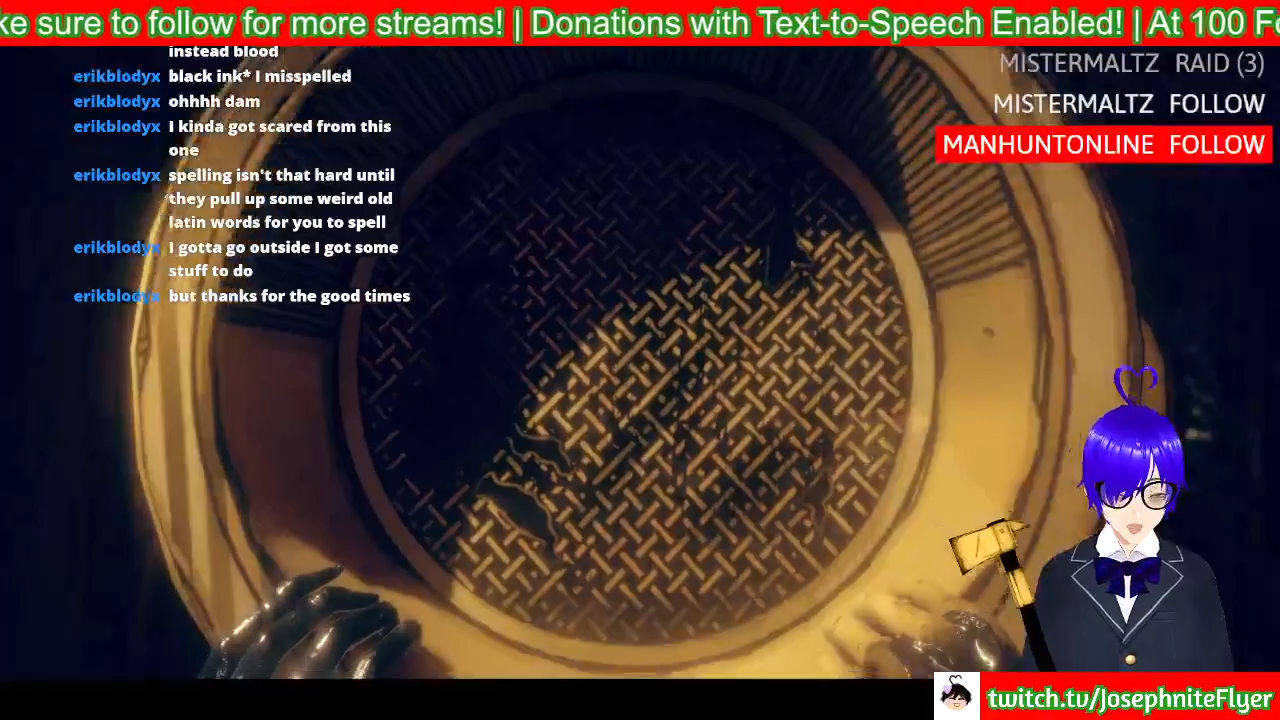 ke sure to follow for more streams! | Donations with Text-to-Speech Enabled! | At 100 Fo
instead blood
erikblodyx black ink* I misspelled
erikblodyx ohhhh dam
erikblodyx I kinda got scared from this
one
erikblodyx spelling isn't that hard until
they pull up some weird old
latin words for you to spell
erikblodyx I gotta go outside I got some
stuff to do
erikblodyx but thanks for the good times
MISTERMALTZ RAID (3)
MISTERMALTZ FOLLOW
MANHUNTONLINE FOLLOW
twitch.tv/JosephniteFlyer